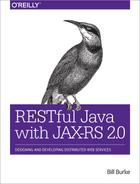 O'REILLY®
RESTful Java
with JAX-RS 2.0
DESIGNING AND DEVELOPING DISTRIBUTED WEB SERVICES
Bill Burke